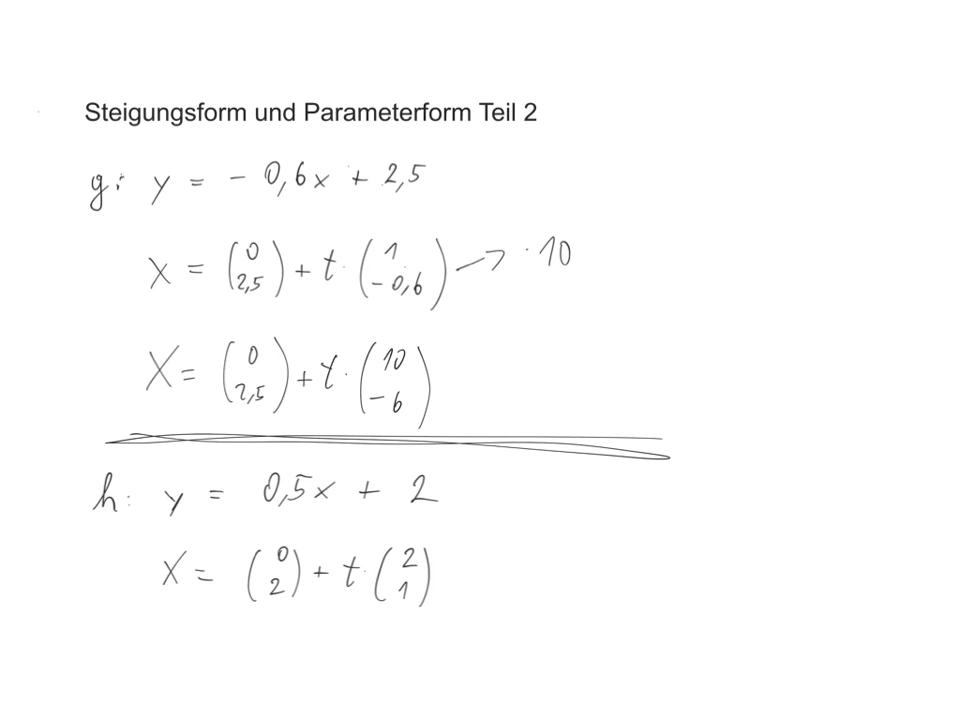 Steigungsform und Parameterform Teil 2
g: y = - 0,6x + 2,5
X = (0 2,5) + t · (1 -0,6) → · 10
X = (0 2,5) + t · (10 -6)
h: y = 0,5x + 2
X = (0 2) + t · (2 1)